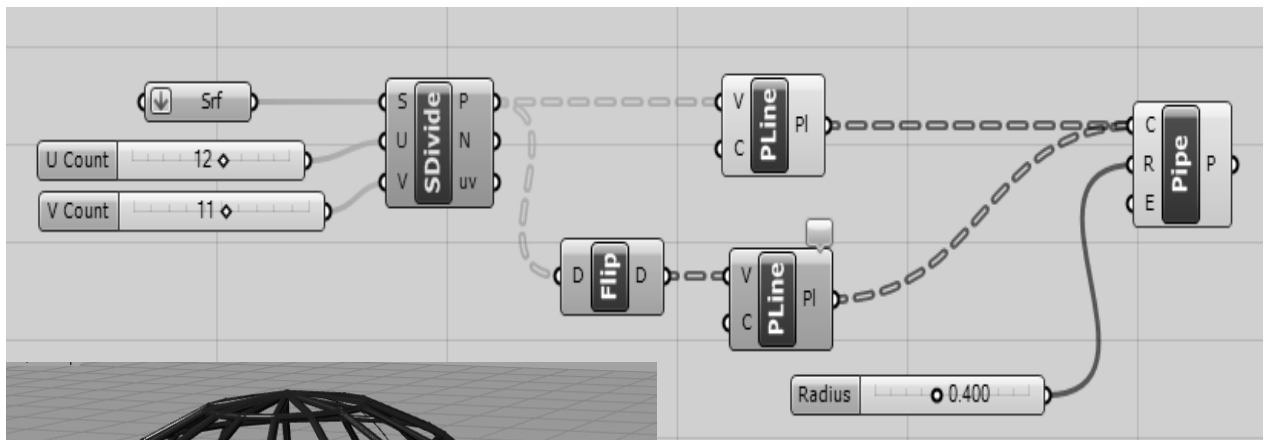 Srf
U Count 12
V Count 11
S P
U N
V uv
SDivide
V Pl
C
PLine
D D
Flip
V Pl
C
PLine
C P
R
E
Pipe
Radius 0.400